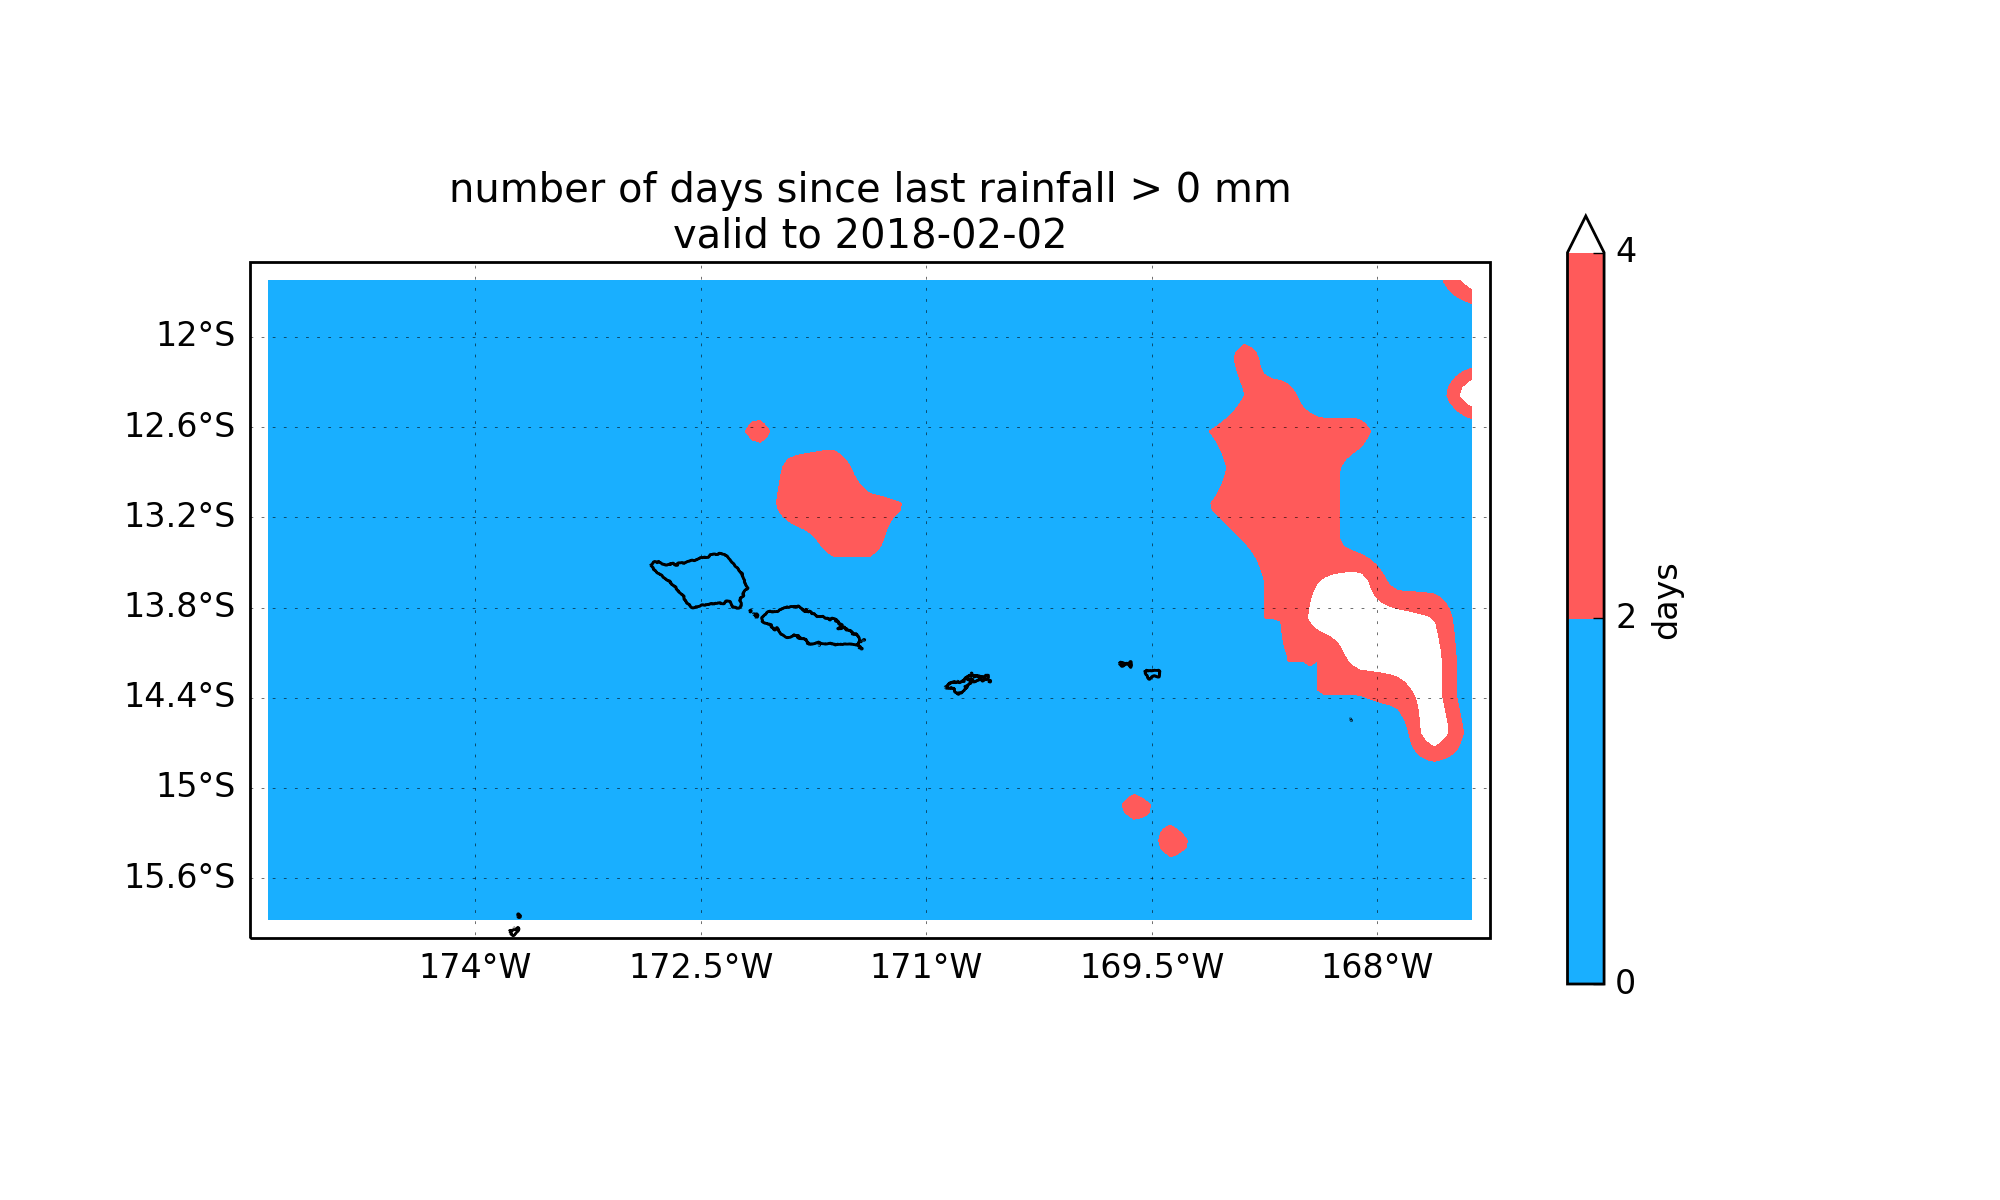 number of days since last rainfall > 0 mm
valid to 2018-02-02
12°S
12.6°S
13.2°S
13.8°S
14.4°S
15°S
15.6°S
174°W
172.5°W
171°W
169.5°W
168°W
4
2
0
days